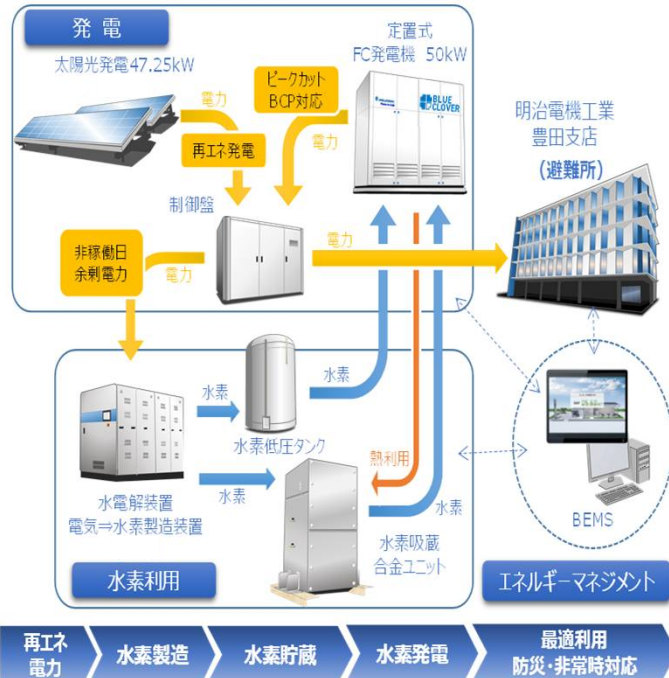 発 電
太陽光発電47.25kW
電力
再エネ発電
ピークカット
BCP対応
電力
定置式
FC発電機 50kW
BLUE
CLOVER
明治電機工業
豊田支店
(避難所)
制御盤
非稼働日
余剰電力
電力
電力
水素
水素低圧タンク
水素
熱利用
水電解装置
電気⇒水素製造装置
水素
水素吸蔵
合金ユニット
水素
水素利用
BEMS
エネルギーマネジメント
再エネ
電力
水素製造
水素貯蔵
水素発電
最適利用
防災・非常時対応